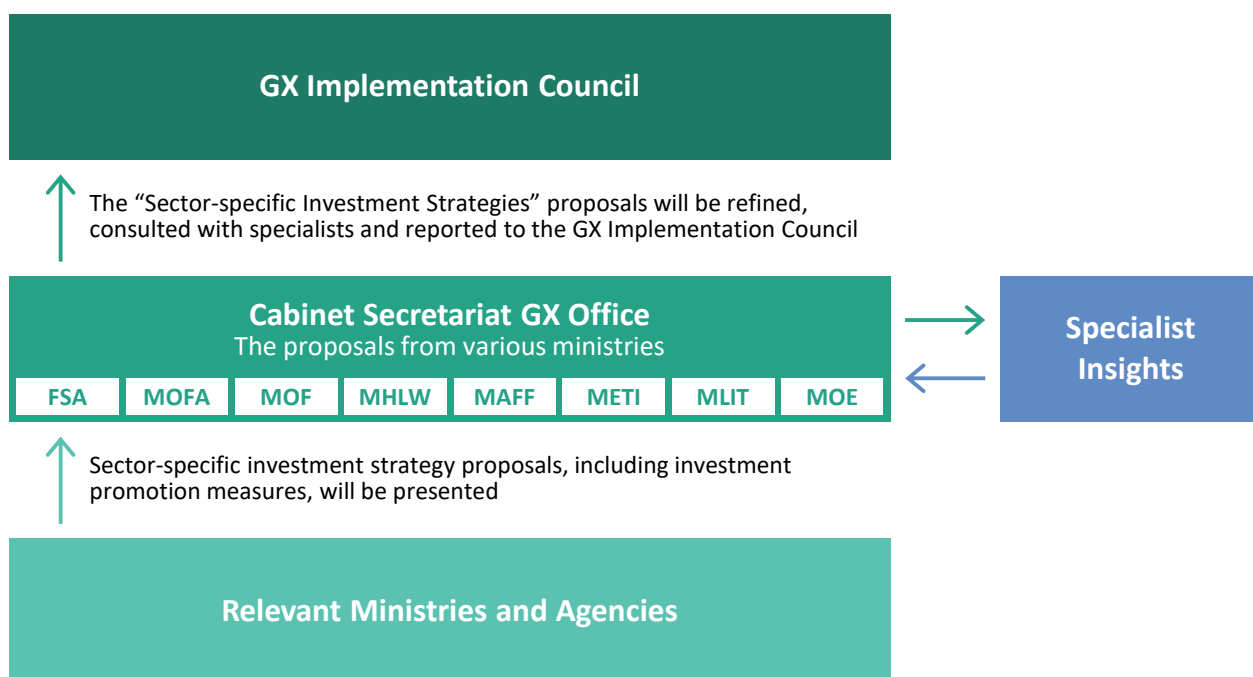 GX Implementation Council
The “Sector-specific Investment Strategies” proposals will be refined,
consulted with specialists and reported to the GX Implementation Council
Cabinet Secretariat GX Office
The proposals from various ministries
FSA MOFA MOF MHLW MAFF METI MLIT MOE
Specialist
Insights
Sector-specific investment strategy proposals, including investment
promotion measures, will be presented
Relevant Ministries and Agencies